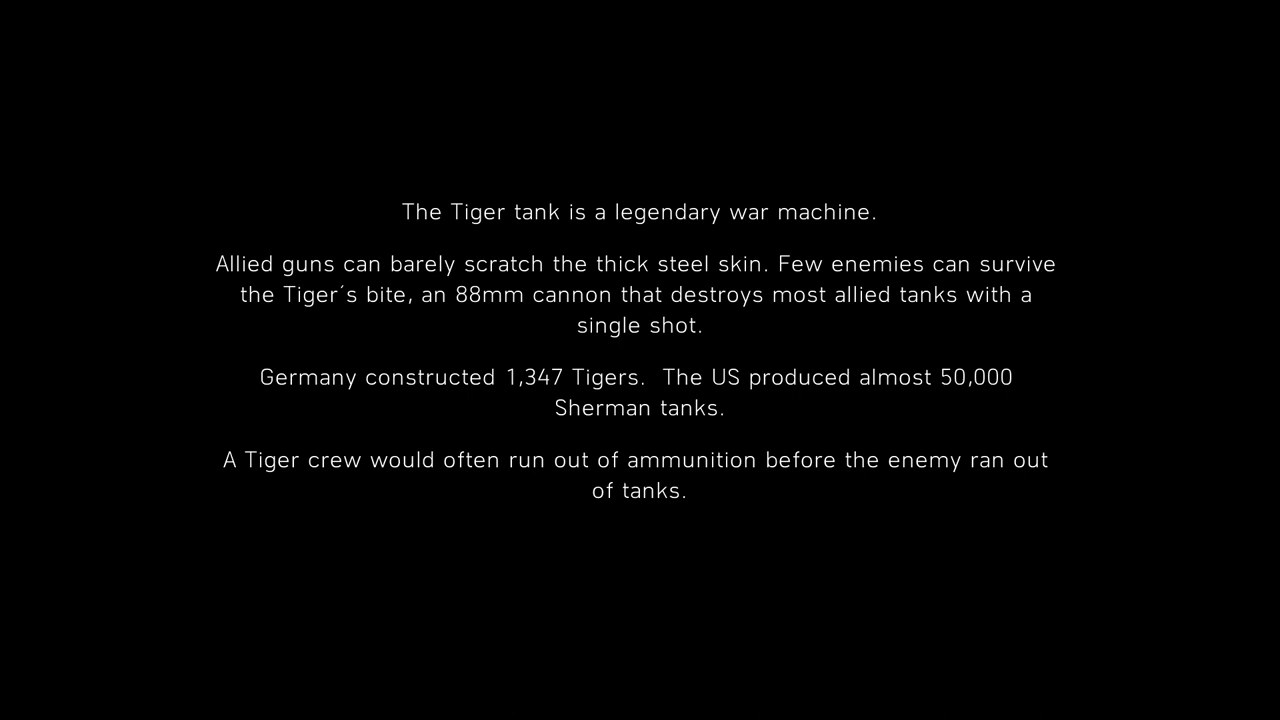 The Tiger tank is a legendary war machine.
Allied guns can barely scratch the thick steel skin. Few enemies can survive
the Tiger´s bite, an 88mm cannon that destroys most allied tanks with a
single shot.
Germany constructed 1,347 Tigers.  The US produced almost 50,000
Sherman tanks.
A Tiger crew would often run out of ammunition before the enemy ran out
of tanks.